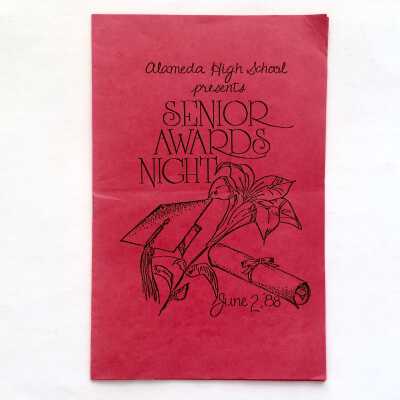 Alameda High School
presents
SENIOR
AWARDS
NIGHT
June 2, 88